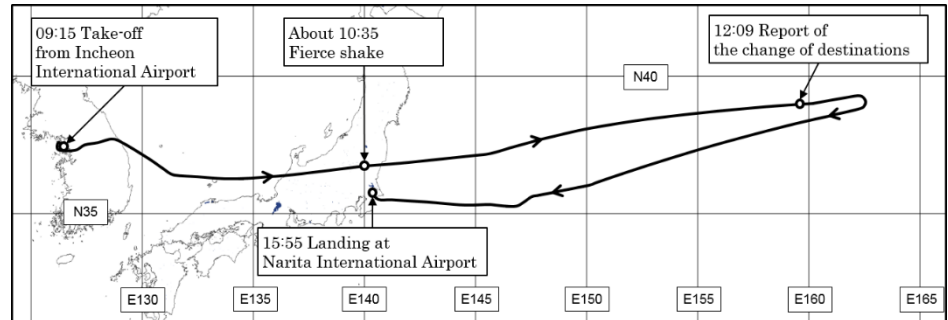 09:15 Take-off
from Incheon
International Airport
About 10:35
Fierce shake
12:09 Report of
the change of destinations
N40
N35
15:55 Landing at
Narita International Airport
E130
E135
E140
E145
E150
E155
E160
E165